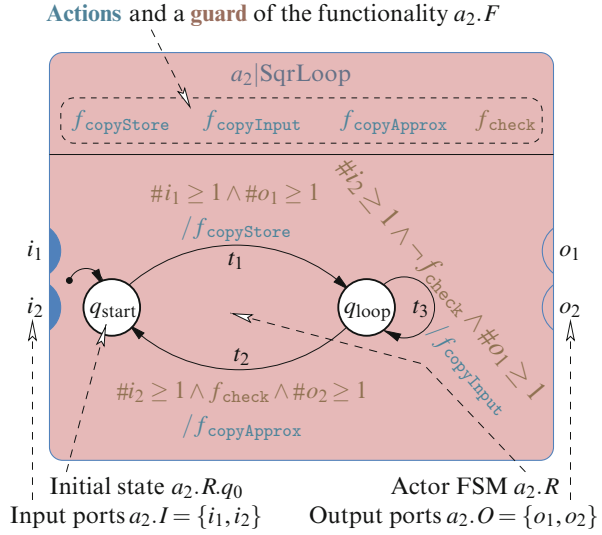 Actions and a guard of the functionality a₂.F
a₂|SqrLoop
f_copyStore f_copyInput f_copyApprox f_check
#i₁ ≥ 1 ∧ #o₁ ≥ 1
/f_copyStore
#i₂ ≥ 1 ∧ ¬f_check ∧ #o₁ ≥ 1
/f_copyInput
i₁
o₁
t₁
i₂
q_start
q_loop
t₃
o₂
t₂
#i₂ ≥ 1 ∧ f_check ∧ #o₂ ≥ 1
/f_copyApprox
Initial state a₂.R.q₀
Actor FSM a₂.R
Input ports a₂.I = {i₁,i₂}
Output ports a₂.O = {o₁,o₂}